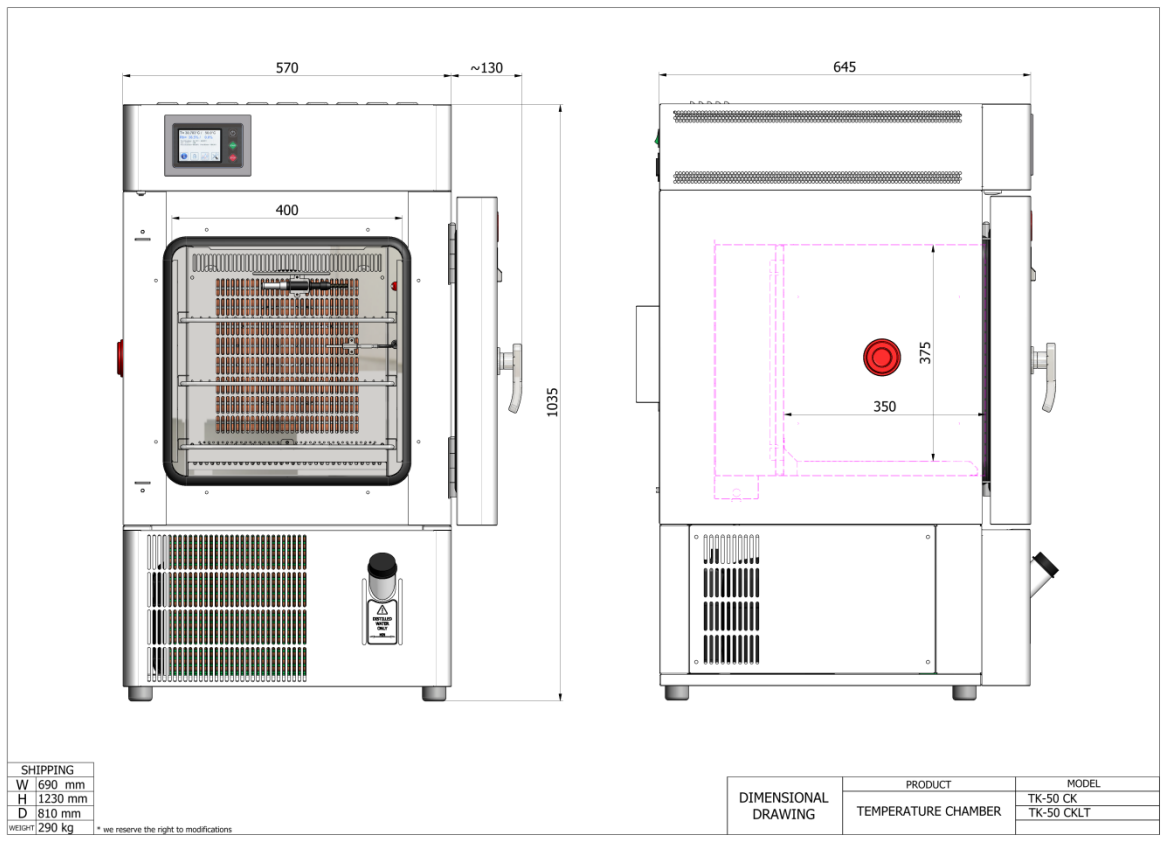 570
~130
645
400
1035
375
350
DISTILLED
WATER
ONLY
SHIPPING
W 690 mm
H 1230 mm
D 810 mm
WEIGHT 290 kg
* we reserve the right to modifications
DIMENSIONAL
DRAWING
PRODUCT
TEMPERATURE CHAMBER
MODEL
TK-50 CK
TK-50 CKLT